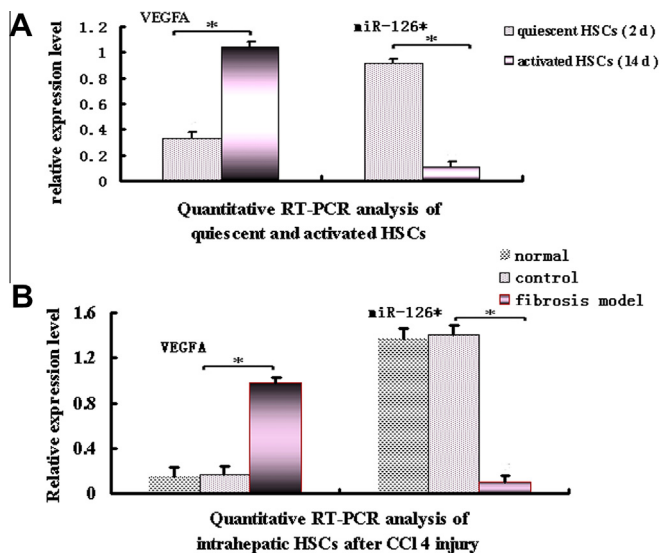 A
VEGFA
*
miR-126*
*
quiescent HSCs (2 d)
activated HSCs (14 d)
relative expression level
1.2
1
0.8
0.6
0.4
0.2
0
Quantitative RT-PCR analysis of
quiescent and activated HSCs
B
normal
control
fibrosis model
miR-126*
*
VEGFA
*
Relative expression level
1.6
1.2
0.8
0.4
0
Quantitative RT-PCR analysis of
intrahepatic HSCs after CCl 4 injury